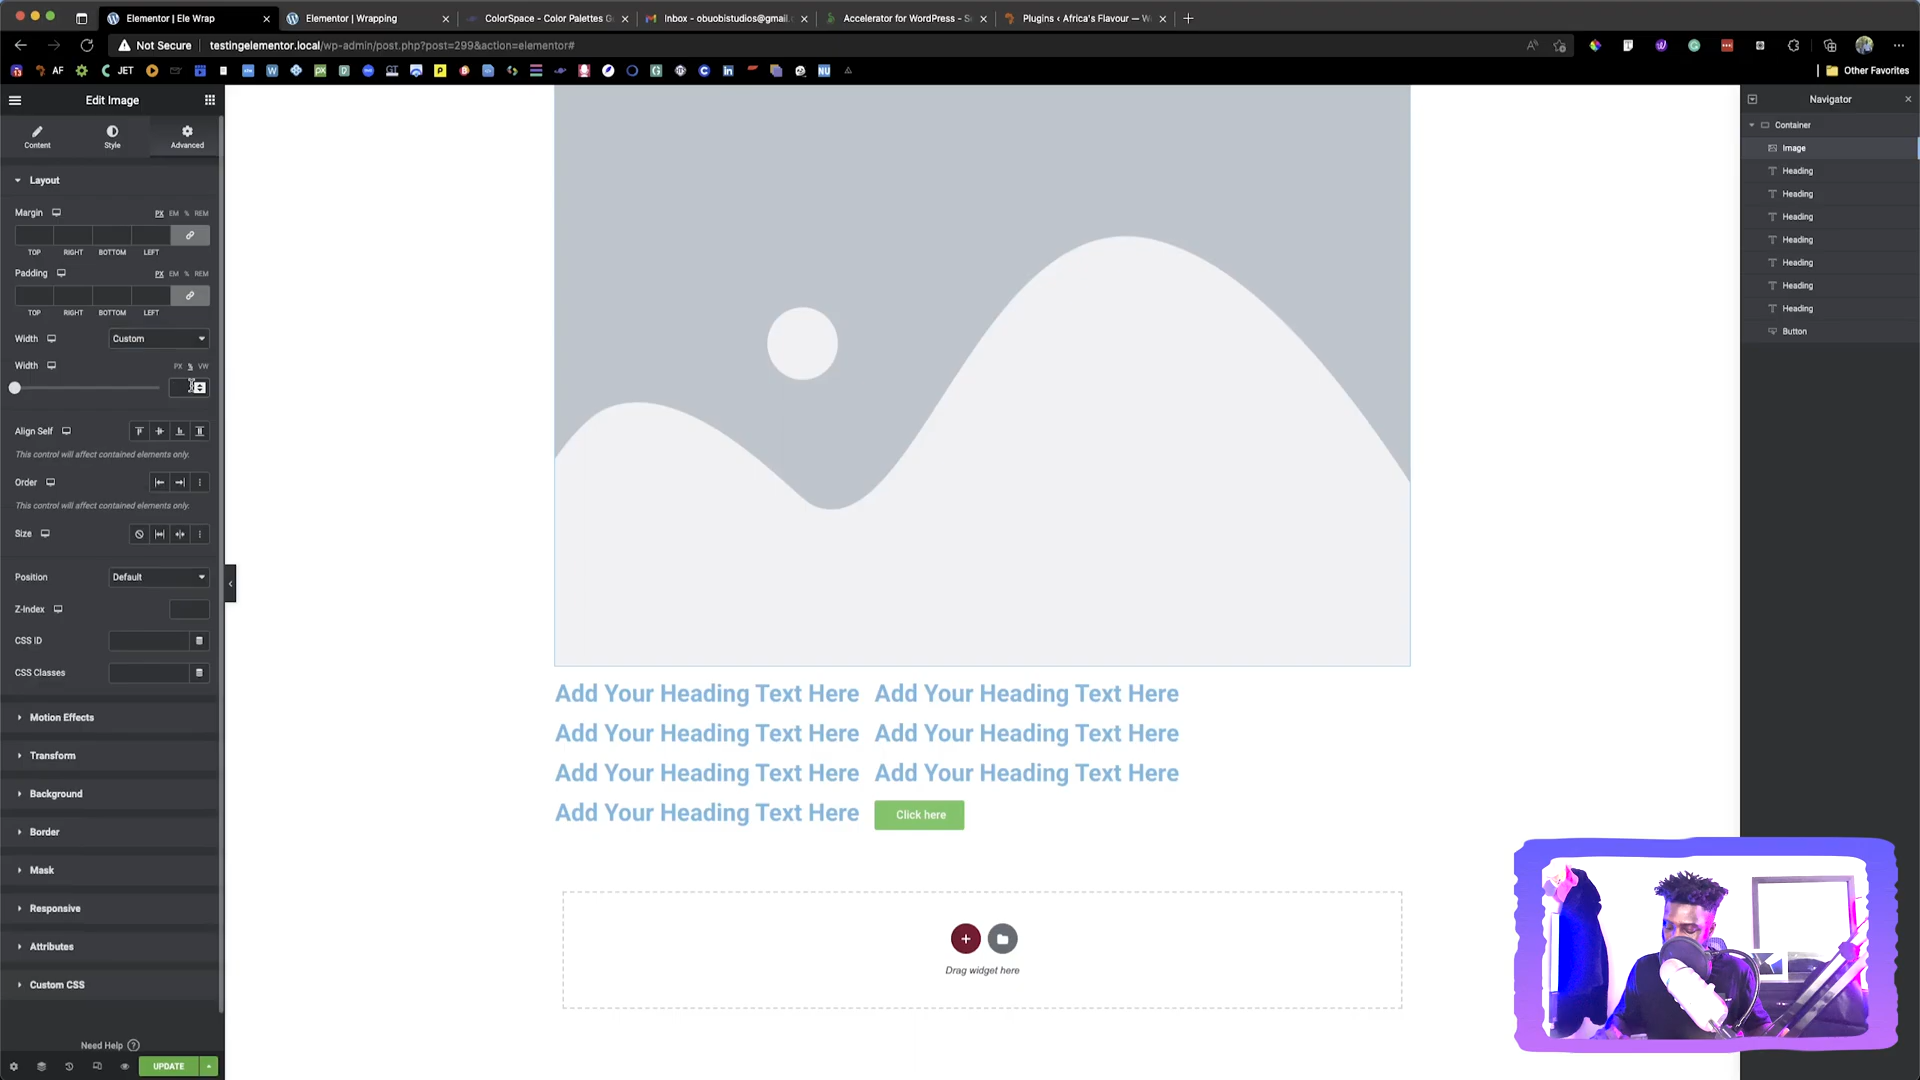 Elementor | Ele Wrap
Elementor | Wrapping
ColorSpace - Color Palettes G
Inbox - obuobistudios@gmail.
Accelerator for WordPress - S
Plugins ‹ Africa's Flavour — W
Not Secure
testingelementor.local/wp-admin/post.php?post=299&action=elementor#
AF
JET
Other Favorites
Edit Image
Content
Style
Advanced
Layout
Margin
PX EM % REM
TOP RIGHT BOTTOM LEFT
Padding
PX EM % REM
TOP RIGHT BOTTOM LEFT
Width
Custom
Width
PX % VW
Align Self
This control will affect contained elements only.
Order
This control will affect contained elements only.
Size
Position
Default
Z-Index
CSS ID
CSS Classes
Motion Effects
Transform
Background
Border
Mask
Responsive
Attributes
Custom CSS
Need Help
UPDATE
Add Your Heading Text Here Add Your Heading Text Here
Add Your Heading Text Here Add Your Heading Text Here
Add Your Heading Text Here Add Your Heading Text Here
Add Your Heading Text Here Click here
Drag widget here
Navigator
Container
Image
Heading
Heading
Heading
Heading
Heading
Heading
Heading
Button